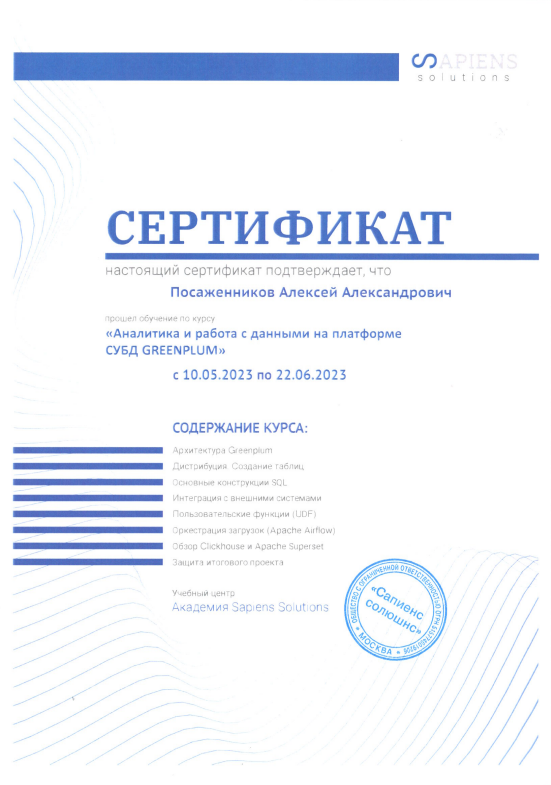 SAPIENS
solutions
СЕРТИФИКАТ
настоящий сертификат подтверждает, что
Посаженников Алексей Александрович
прошел обучение по курсу
«Аналитика и работа с данными на платформе
СУБД GREENPLUM»
с 10.05.2023 по 22.06.2023
СОДЕРЖАНИЕ КУРСА:
Архитектура Greenplum
Дистрибуция. Создание таблиц
Основные конструкции SQL
Интеграция с внешними системами
Пользовательские функции (UDF)
Оркестрация загрузок (Apache Airflow)
Обзор Clickhouse и Apache Superset
Защита итогового проекта
Учебный центр
Академия Sapiens Solutions
ОБЩЕСТВО С ОГРАНИЧЕННОЙ ОТВЕТСТВЕННОСТЬЮ ОГРН
«Сапиенс
солюшнс»
* МОСКВА *